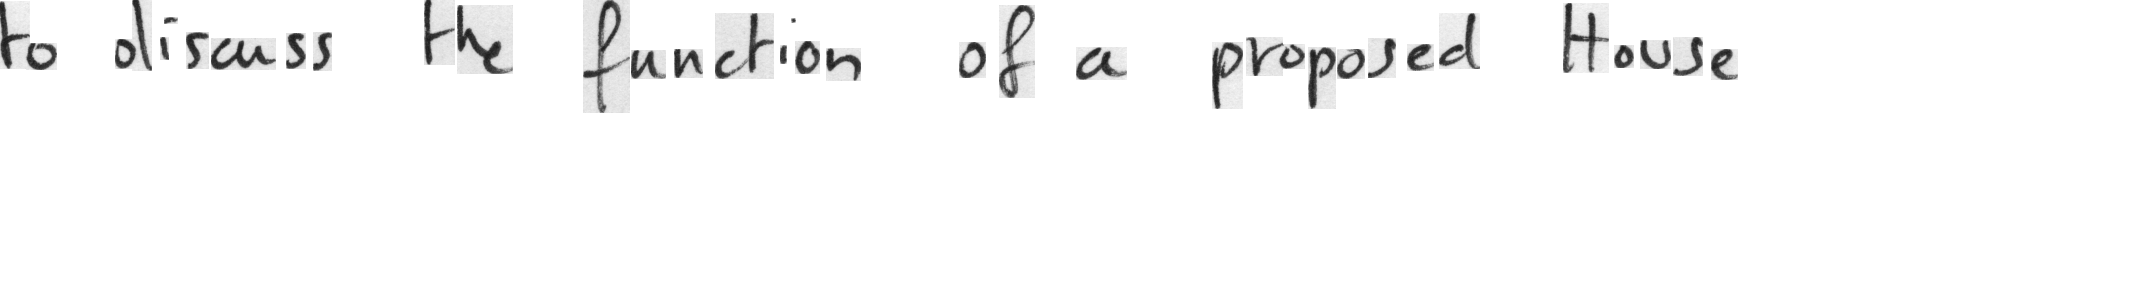 to discuss the function of a proposed House